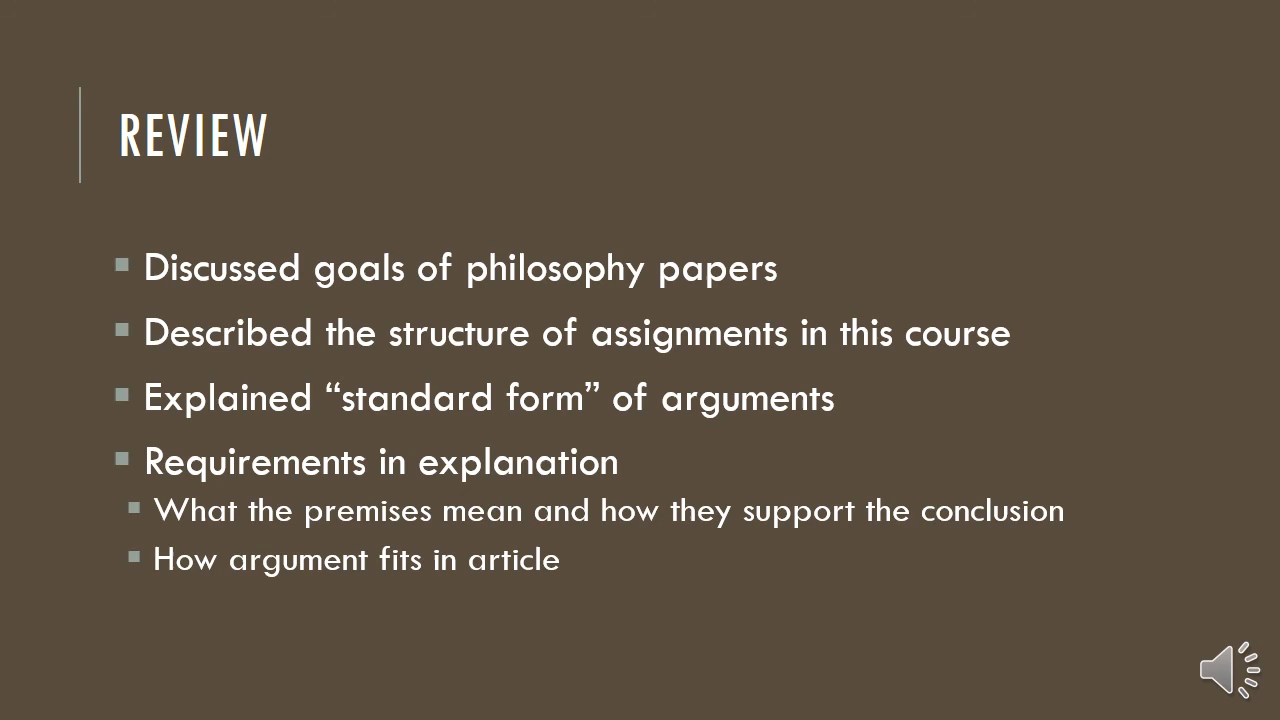 REVIEW
Discussed goals of philosophy papers
Described the structure of assignments in this course
Explained “standard form” of arguments
Requirements in explanation
What the premises mean and how they support the conclusion
How argument fits in article